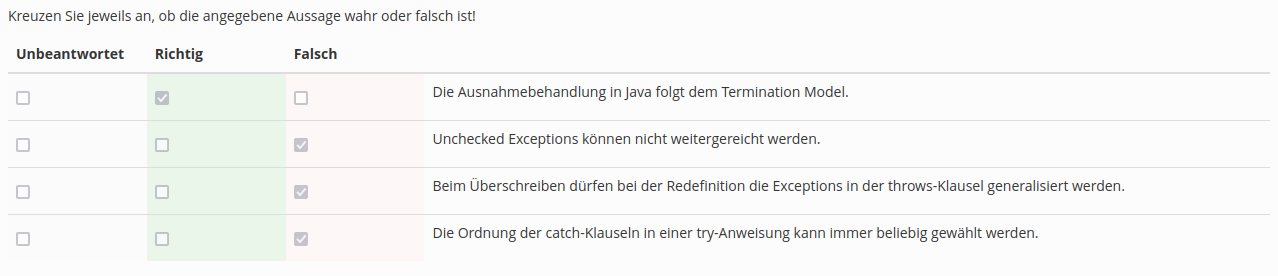 Kreuzen Sie jeweils an, ob die angegebene Aussage wahr oder falsch ist!
Unbeantwortet Richtig Falsch
Die Ausnahmebehandlung in Java folgt dem Termination Model.
Unchecked Exceptions können nicht weitergereicht werden.
Beim Überschreiben dürfen bei der Redefinition die Exceptions in der throws-Klausel generalisiert werden.
Die Ordnung der catch-Klauseln in einer try-Anweisung kann immer beliebig gewählt werden.